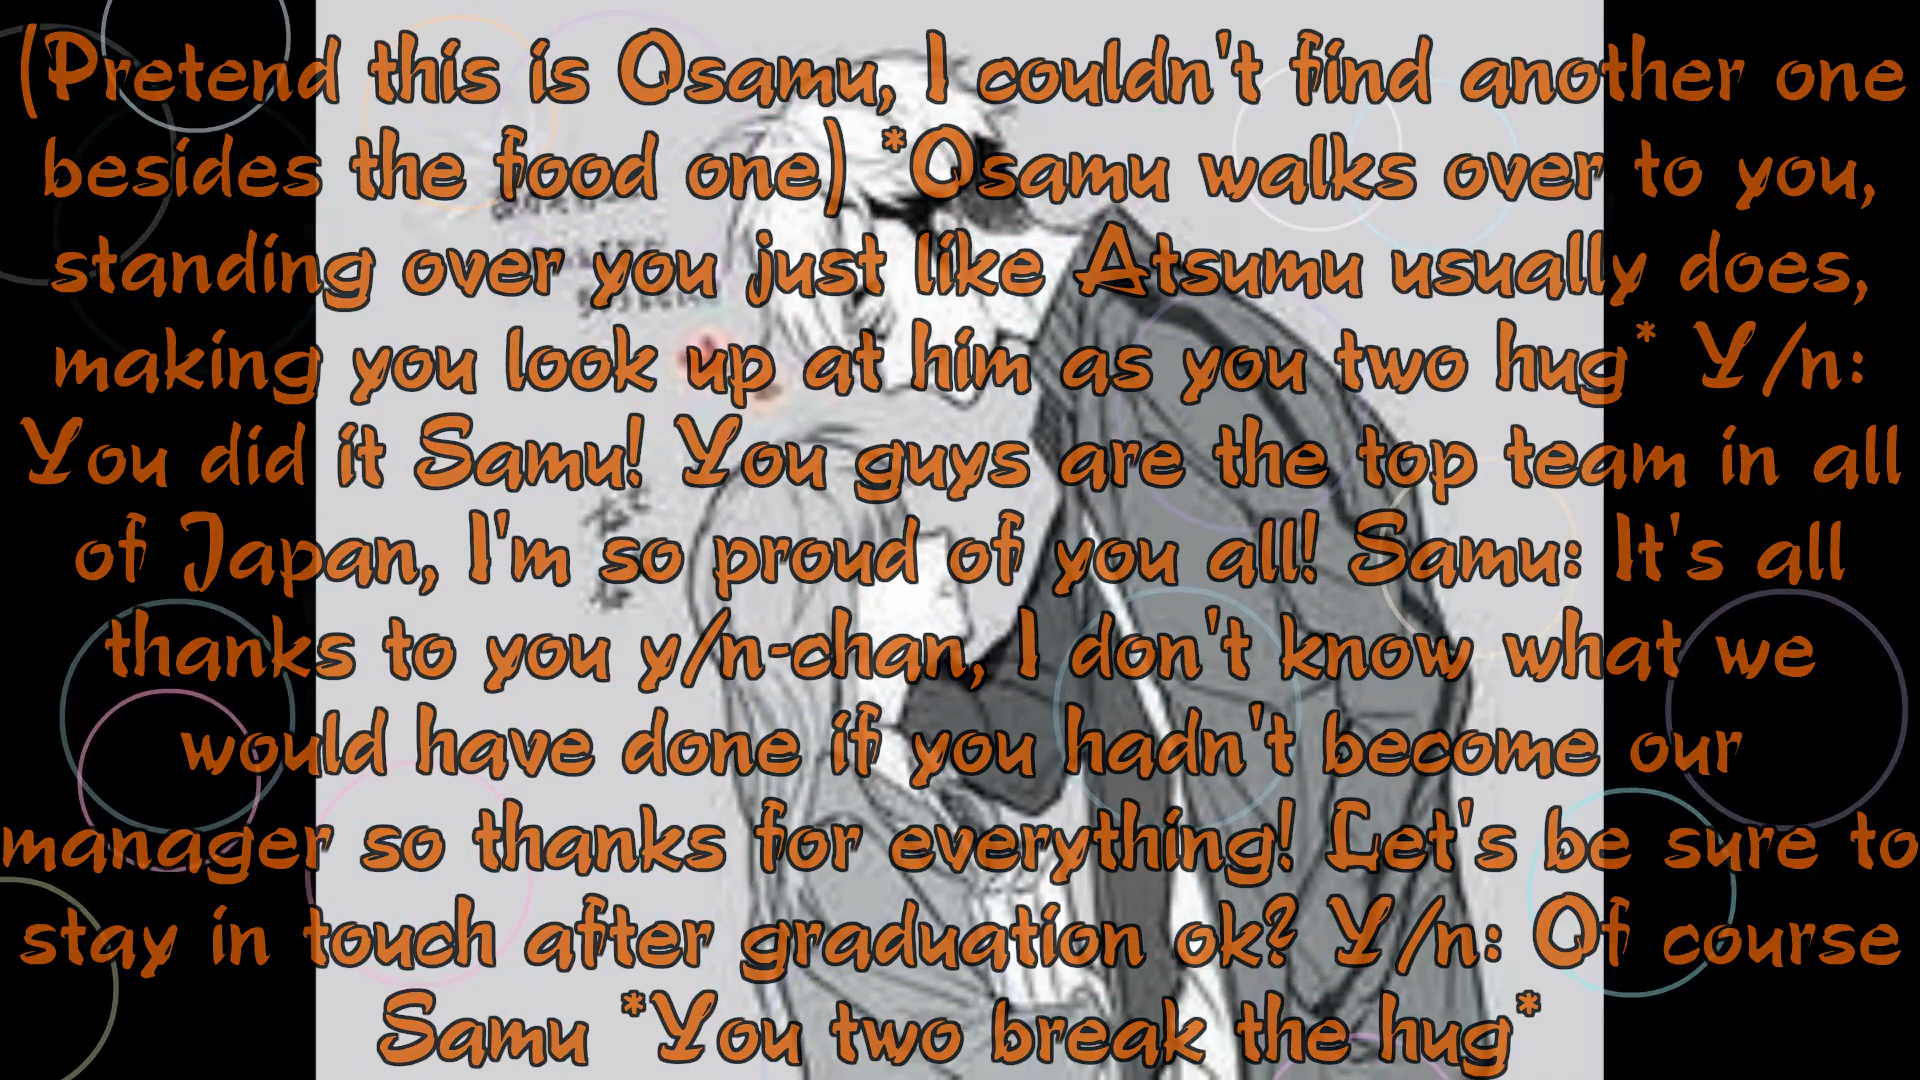 (Pretend this is Osamu, I couldn't find another one
besides the food one) *Osamu walks over to you,
standing over you just like Atsumu usually does,
making you look up at him as you two hug* Y/n:
You did it Samu! You guys are the top team in all
of Japan, I'm so proud of you all! Samu: It's all
thanks to you y/n-chan, I don't know what we
would have done if you hadn't become our
manager so thanks for everything! Let's be sure to
stay in touch after graduation ok? Y/n: Of course
Samu *You two break the hug*